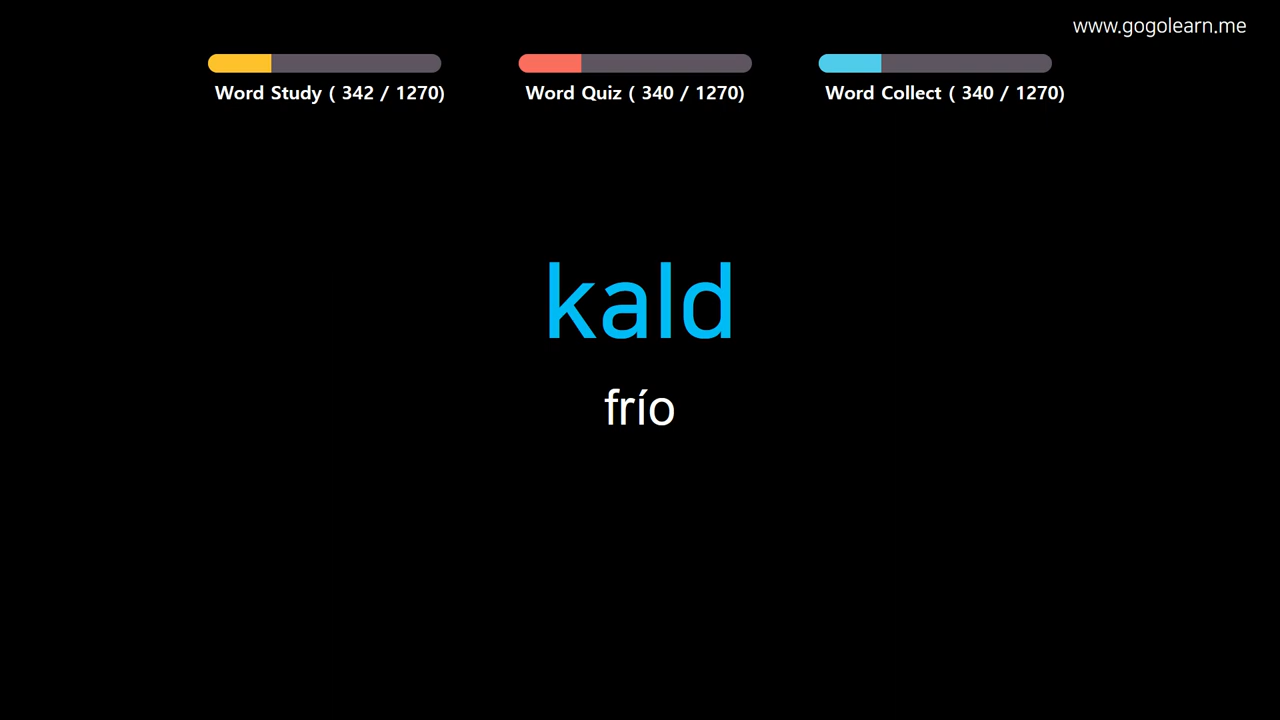 www.gogolearn.me
Word Study ( 342 / 1270)
Word Quiz ( 340 / 1270)
Word Collect ( 340 / 1270)
kald
frío